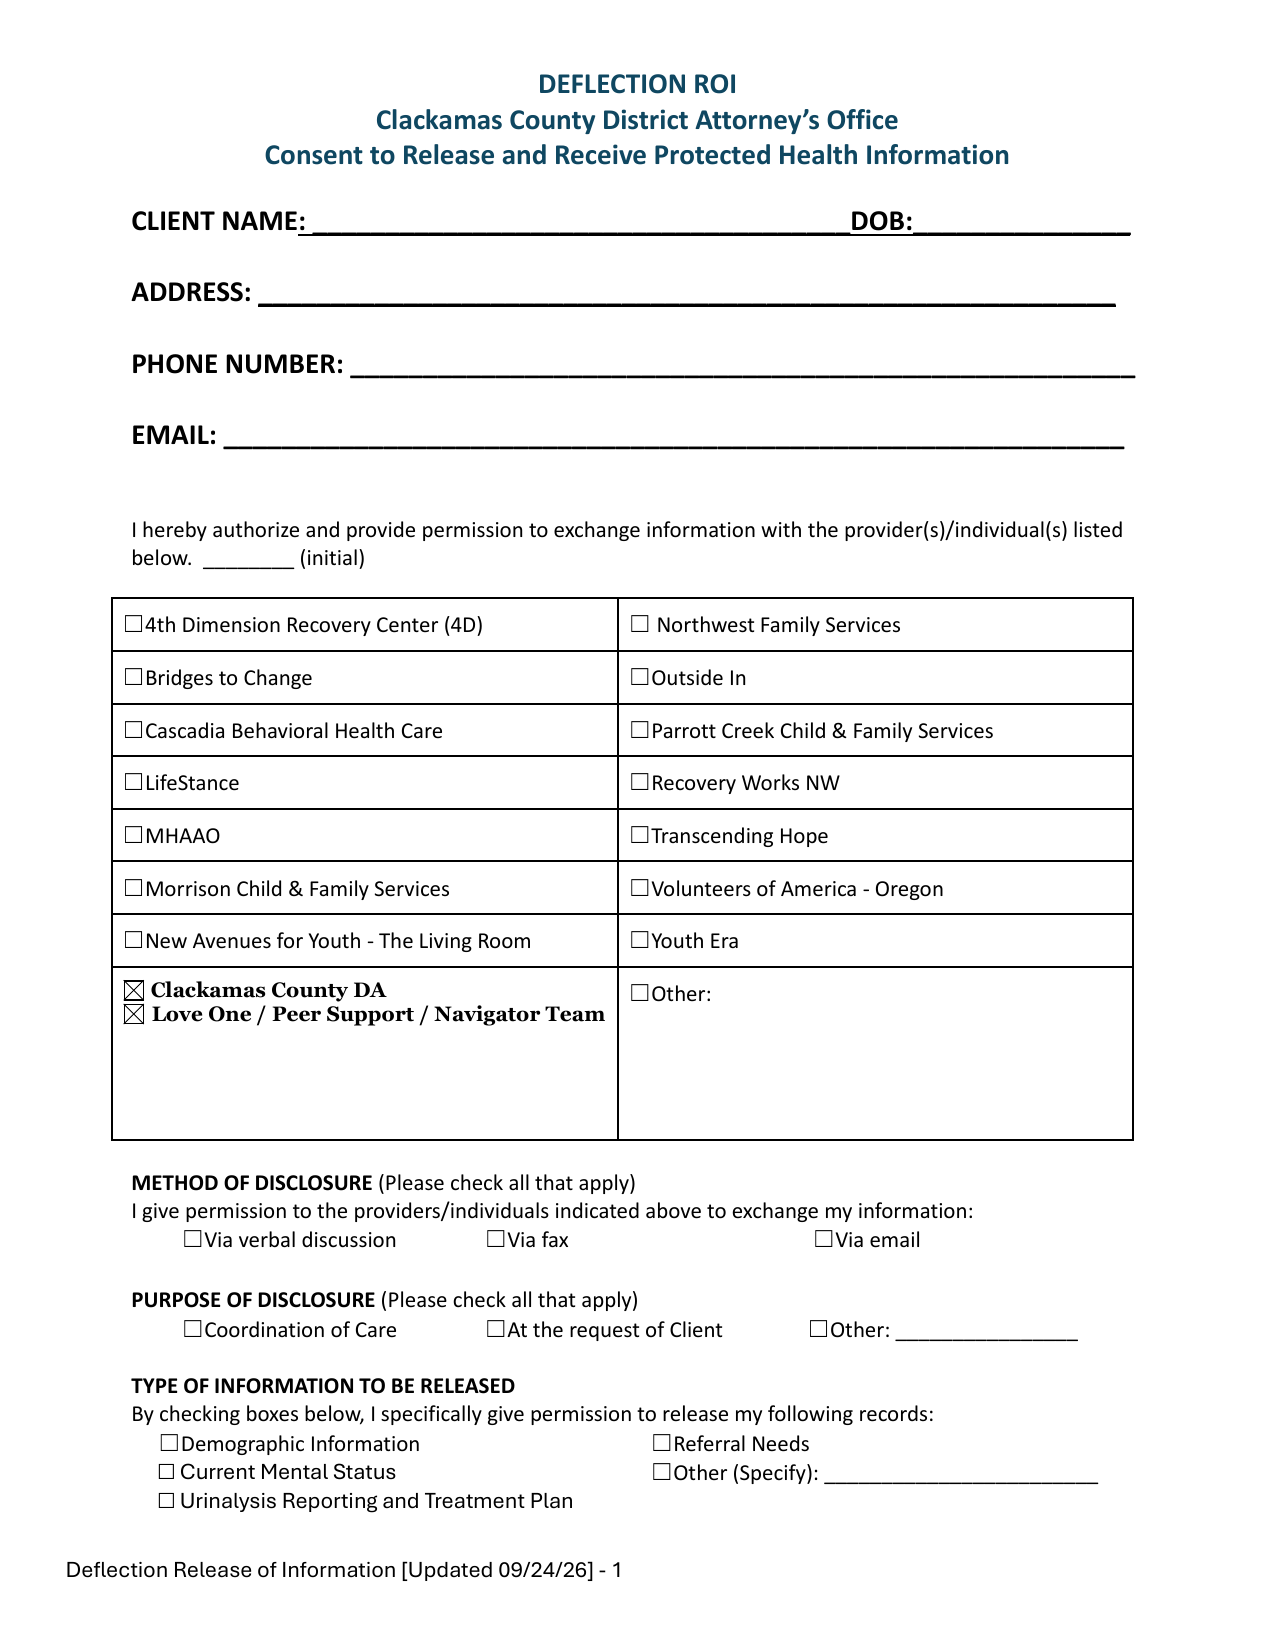 DEFLECTION ROI
Clackamas County District Attorney’s Office
Consent to Release and Receive Protected Health Information
CLIENT NAME: _____________________________________DOB:_______________
ADDRESS: ___________________________________________________________
PHONE NUMBER: ______________________________________________________
EMAIL: ______________________________________________________________
I hereby authorize and provide permission to exchange information with the provider(s)/individual(s) listed
below. ________ (initial)
☐4th Dimension Recovery Center (4D)
☐ Northwest Family Services
☐Bridges to Change
☐Outside In
☐Cascadia Behavioral Health Care
☐Parrott Creek Child & Family Services
☐LifeStance
☐Recovery Works NW
☐MHAAO
☐Transcending Hope
☐Morrison Child & Family Services
☐Volunteers of America - Oregon
☐New Avenues for Youth - The Living Room
☐Youth Era
☒ Clackamas County DA
☒ Love One / Peer Support / Navigator Team
☐Other:
METHOD OF DISCLOSURE (Please check all that apply)
I give permission to the providers/individuals indicated above to exchange my information:
☐Via verbal discussion ☐Via fax ☐Via email
PURPOSE OF DISCLOSURE (Please check all that apply)
☐Coordination of Care ☐At the request of Client ☐Other: ________________
TYPE OF INFORMATION TO BE RELEASED
By checking boxes below, I specifically give permission to release my following records:
☐Demographic Information ☐Referral Needs
☐ Current Mental Status ☐Other (Specify): ________________________
☐ Urinalysis Reporting and Treatment Plan
Deflection Release of Information [Updated 09/24/26] - 1